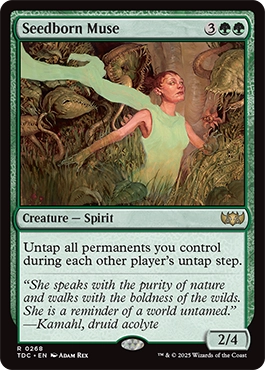 Seedborn Muse 3
Creature — Spirit
Untap all permanents you control
during each other player's untap step.
“She speaks with the purity of nature
and walks with the boldness of the wilds.
She is a reminder of a world untamed.”
—Kamahl, druid acolyte
2/4
R 0268
TDC • EN ADAM REX ™ & © 2025 Wizards of the Coast